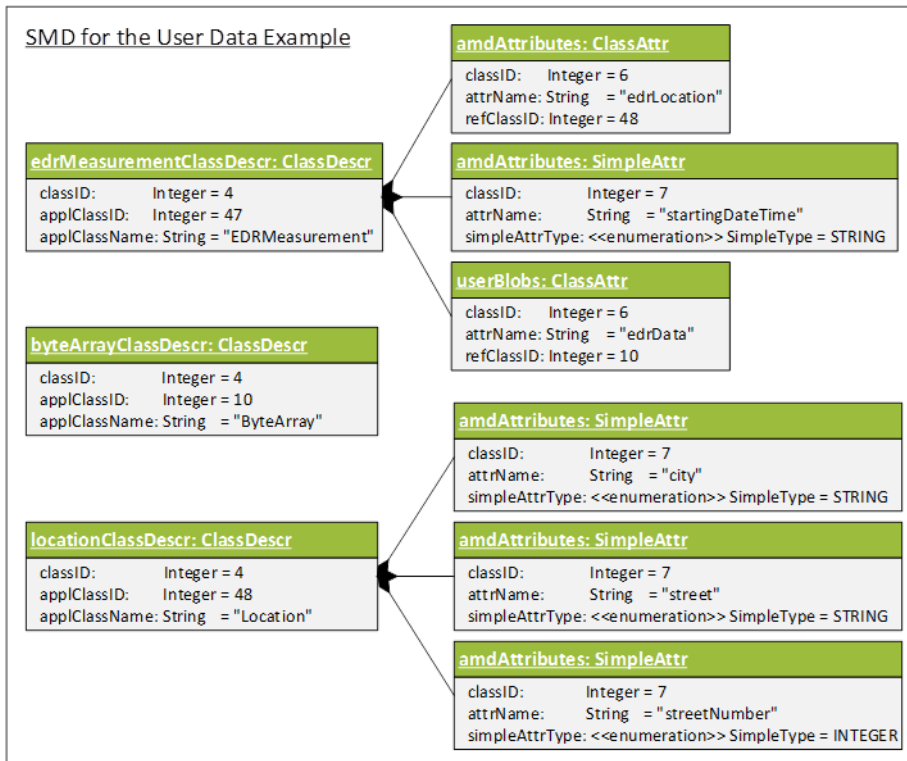 SMD for the User Data Example
amdAttributes: ClassAttr
classID: Integer = 6
attrName: String = "edrLocation"
refClassID: Integer = 48
edrMeasurementClassDescr: ClassDescr
classID: Integer = 4
applClassID: Integer = 47
applClassName: String = "EDRMeasurement"
amdAttributes: SimpleAttr
classID: Integer = 7
attrName: String = "startingDateTime"
simpleAttrType: <<enumeration>> SimpleType = STRING
userBlobs: ClassAttr
classID: Integer = 6
attrName: String = "edrData"
refClassID: Integer = 10
byteArrayClassDescr: ClassDescr
classID: Integer = 4
applClassID: Integer = 10
applClassName: String = "ByteArray"
amdAttributes: SimpleAttr
classID: Integer = 7
attrName: String = "city"
simpleAttrType: <<enumeration>> SimpleType = STRING
locationClassDescr: ClassDescr
classID: Integer = 4
applClassID: Integer = 48
applClassName: String = "Location"
amdAttributes: SimpleAttr
classID: Integer = 7
attrName: String = "street"
simpleAttrType: <<enumeration>> SimpleType = STRING
amdAttributes: SimpleAttr
classID: Integer = 7
attrName: String = "streetNumber"
simpleAttrType: <<enumeration>> SimpleType = INTEGER